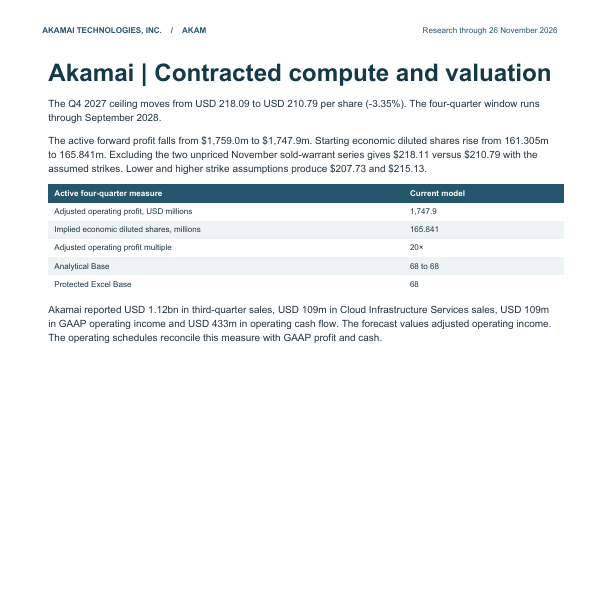 AKAMAI TECHNOLOGIES, INC. / AKAM
Research through 26 November 2026
Akamai | Contracted compute and valuation
The Q4 2027 ceiling moves from USD 218.09 to USD 210.79 per share (-3.35%). The four-quarter window runs
through September 2028.
The active forward profit falls from $1,759.0m to $1,747.9m. Starting economic diluted shares rise from 161.305m
to 165.841m. Excluding the two unpriced November sold-warrant series gives $218.11 versus $210.79 with the
assumed strikes. Lower and higher strike assumptions produce $207.73 and $215.13.
Active four-quarter measure Current model
Adjusted operating profit, USD millions 1,747.9
Implied economic diluted shares, millions 165.841
Adjusted operating profit multiple 20×
Analytical Base 68 to 68
Protected Excel Base 68
Akamai reported USD 1.12bn in third-quarter sales, USD 109m in Cloud Infrastructure Services sales, USD 109m
in GAAP operating income and USD 433m in operating cash flow. The forecast values adjusted operating income.
The operating schedules reconcile this measure with GAAP profit and cash.